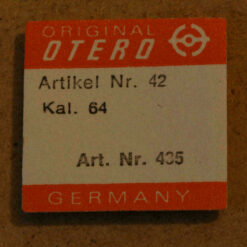 ORIGINAL
OTERO
Artikel Nr. 42
Kal. 64
Art. Nr. 435
GERMANY